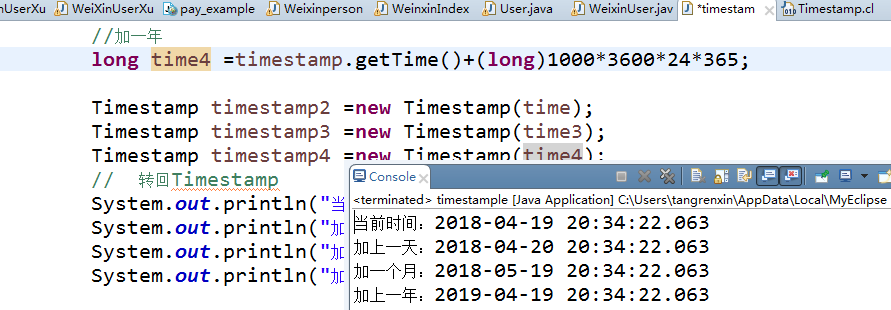 nUserXu WeiXinUserXu pay_example Weixinperson WeinxinIndex User.java WeixinUser.jav *timestam Timestamp.cl
//加一年
long time4 =timestamp.getTime()+(long)1000*3600*24*365;
Timestamp timestamp2 =new Timestamp(time);
Timestamp timestamp3 =new Timestamp(time3);
Timestamp timestamp4 =new Timestamp(time4);
// 转回Timestamp
System.out.println("当
System.out.println("加
System.out.println("加
System.out.println("加
Console
<terminated> timestample [Java Application] C:\Users\tangrenxin\AppData\Local\MyEclipse
当前时间：2018-04-19 20:34:22.063
加上一天：2018-04-20 20:34:22.063
加一个月：2018-05-19 20:34:22.063
加上一年：2019-04-19 20:34:22.063